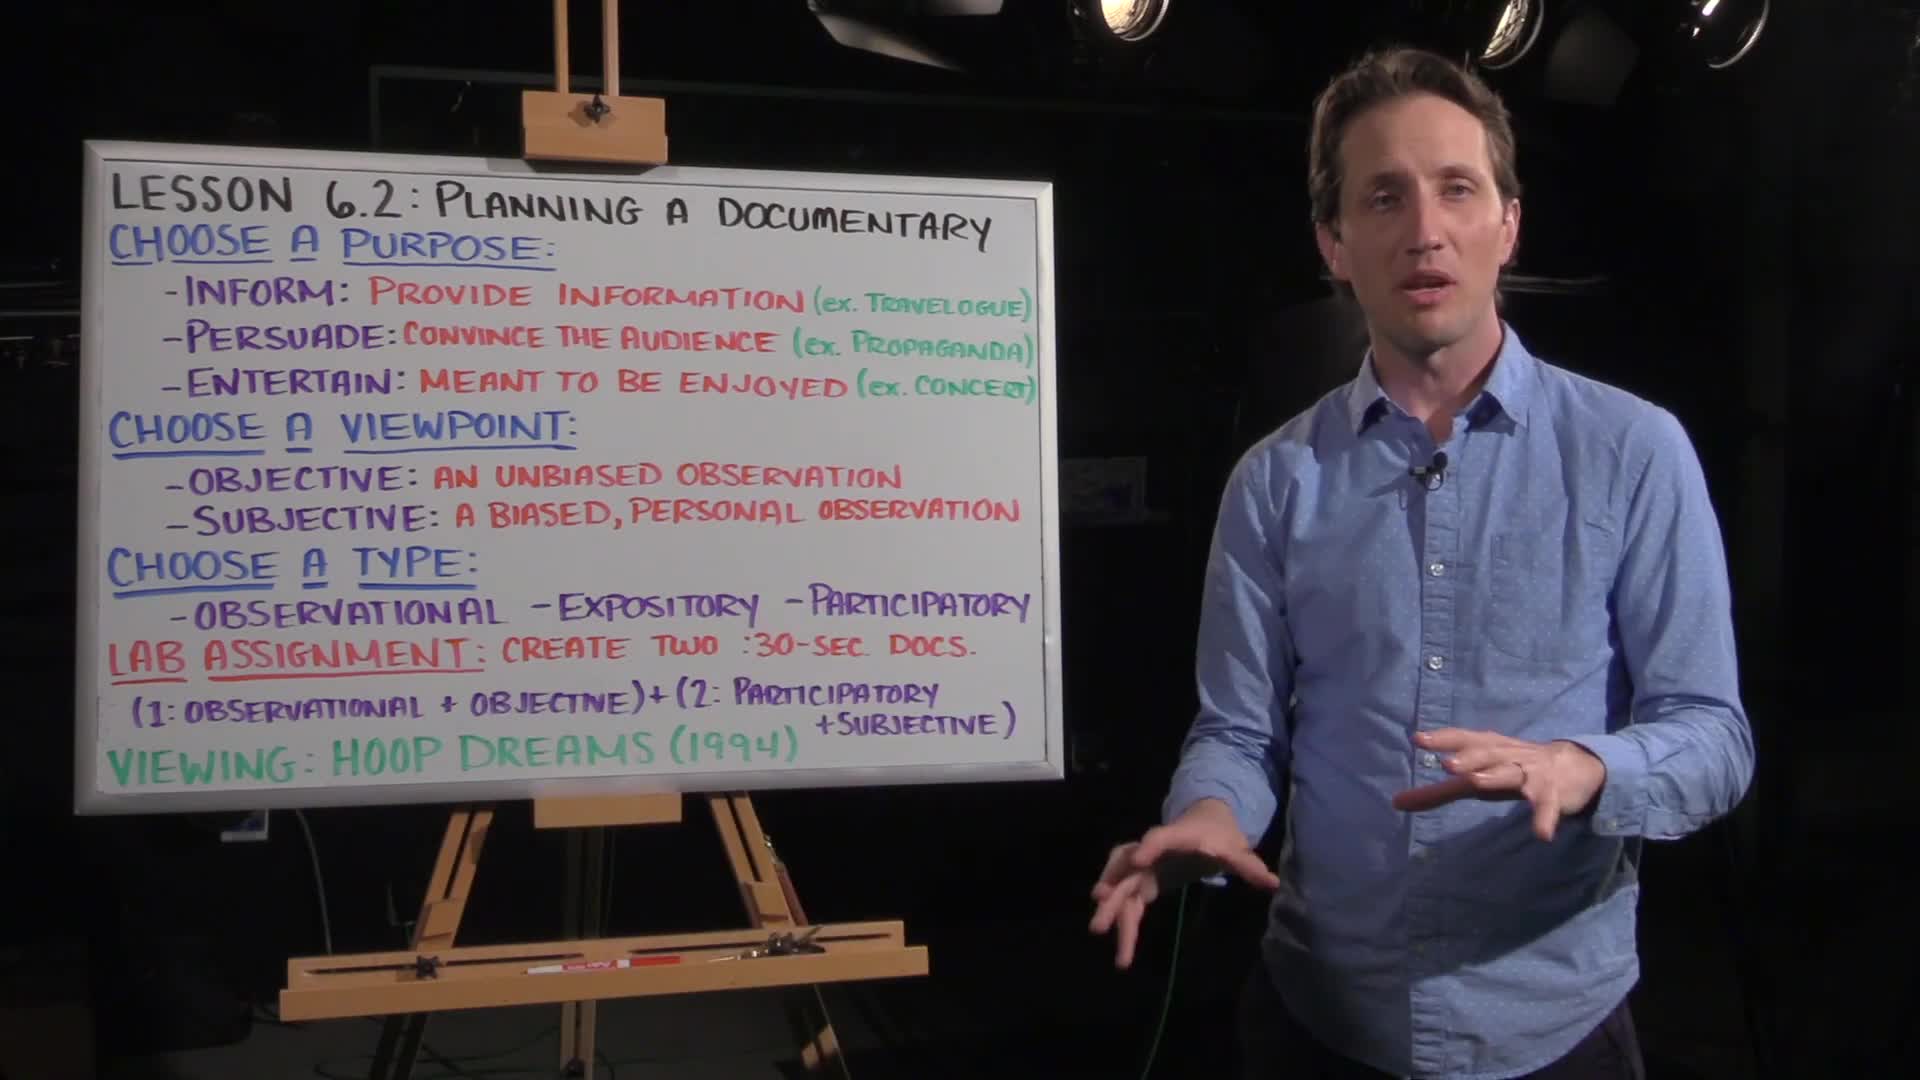 LESSON 6.2: PLANNING A DOCUMENTARY
CHOOSE A PURPOSE:
-INFORM: PROVIDE INFORMATION (ex. TRAVELOGUE)
-PERSUADE: CONVINCE THE AUDIENCE (ex. PROPAGANDA)
-ENTERTAIN: MEANT TO BE ENJOYED (ex. CONCERT)
CHOOSE A VIEWPOINT:
-OBJECTIVE: AN UNBIASED OBSERVATION
-SUBJECTIVE: A BIASED, PERSONAL OBSERVATION
CHOOSE A TYPE:
-OBSERVATIONAL -EXPOSITORY -PARTICIPATORY
LAB ASSIGNMENT: CREATE TWO :30-SEC. DOCS.
(1: OBSERVATIONAL + OBJECTIVE) + (2: PARTICIPATORY
+SUBJECTIVE)
VIEWING: HOOP DREAMS (1994)